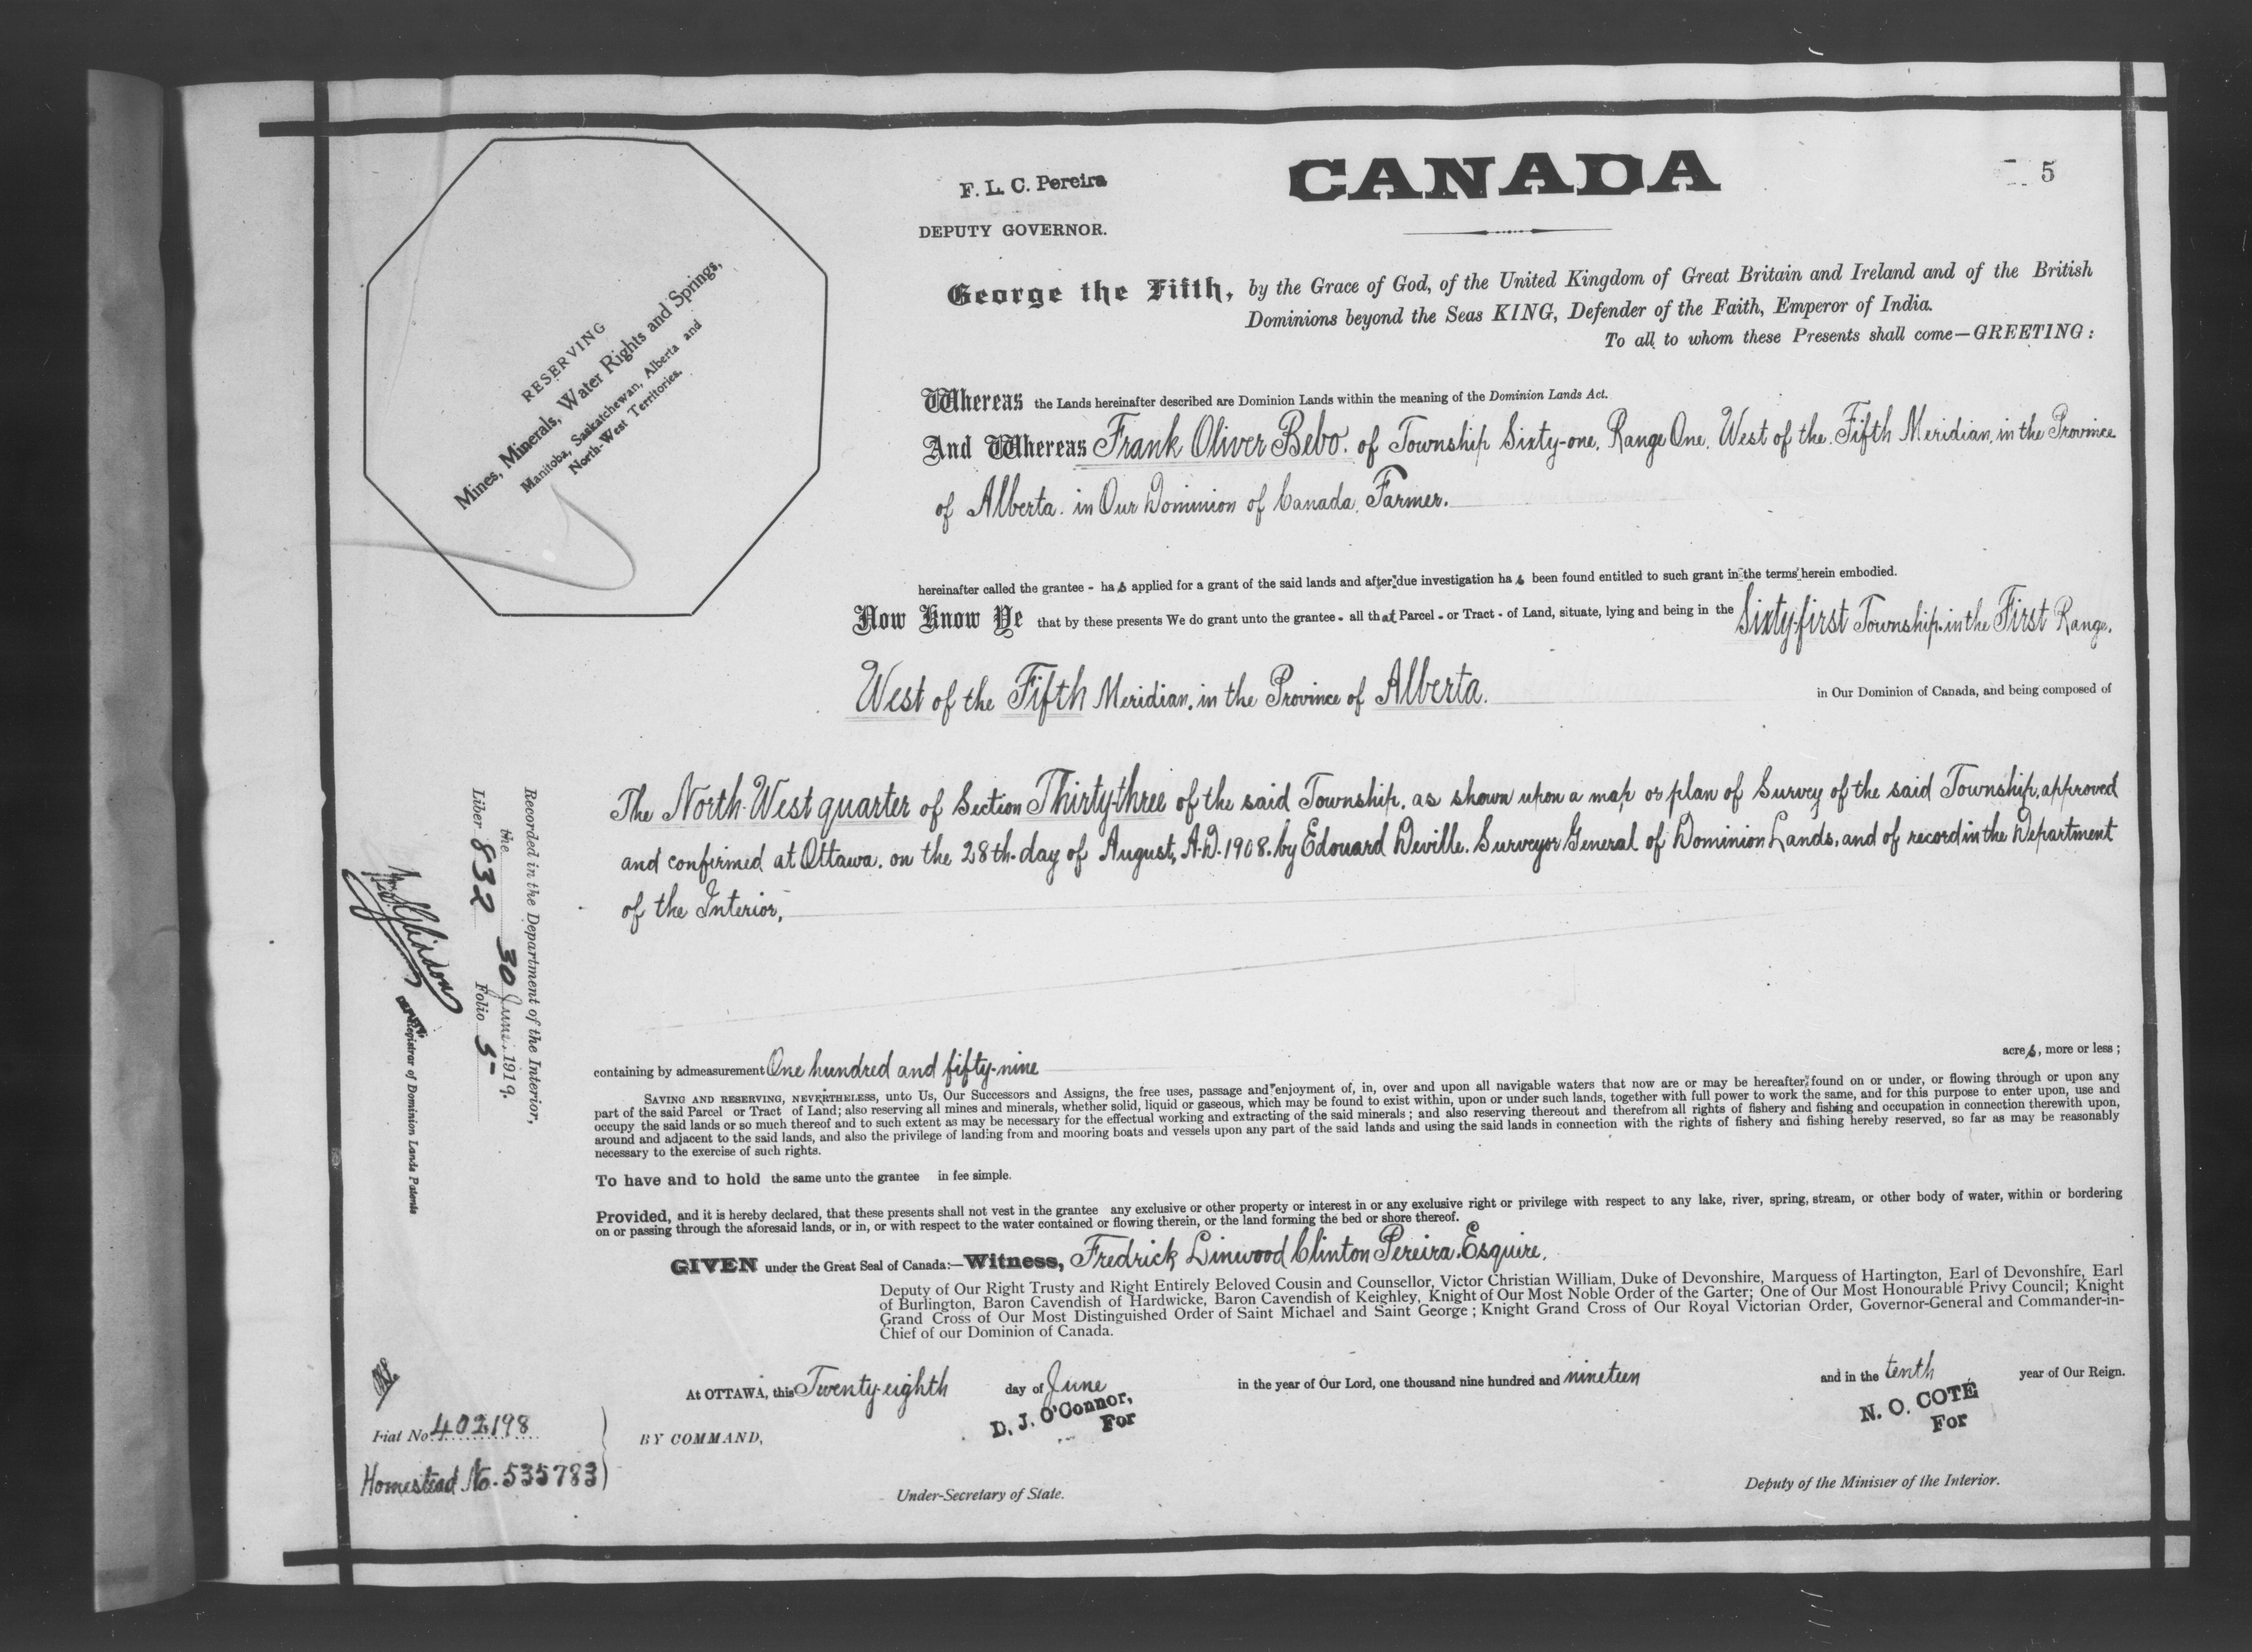 CANADA
5
F. L. C. Pereira
DEPUTY GOVERNOR.
RESERVING
Mines, Minerals, Water Rights and Springs,
Manitoba, Saskatchewan, Alberta and
North-West Territories.
George the Fifth, by the Grace of God, of the United Kingdom of Great Britain and Ireland and of the British
Dominions beyond the Seas KING, Defender of the Faith, Emperor of India.
To all to whom these Presents shall come—GREETING:
Whereas the Lands hereinafter described are Dominion Lands within the meaning of the Dominion Lands Act.
And Whereas Frank Oliver Bebo. of Township Sixty-one, Range One, West of the Fifth Meridian, in the Province
of Alberta. in Our Dominion of Canada, Farmer.
hereinafter called the grantee - has applied for a grant of the said lands and after due investigation has been found entitled to such grant in the terms herein embodied.
Now Know Ye that by these presents We do grant unto the grantee - all that Parcel - or Tract - of Land, situate, lying and being in the Sixty-first Township. in the First Range,
West of the Fifth Meridian, in the Province of Alberta. in Our Dominion of Canada, and being composed of
The North-West quarter of Section Thirty-three of the said Township, as shown upon a map or plan of Survey of the said Township, approved
and confirmed at Ottawa, on the 28th. day of August, A.D. 1908. by Edouard Deville, Surveyor General of Dominion Lands, and of record in the Department
of the Interior,
containing by admeasurement One hundred and fifty-nine acres, more or less;
SAVING AND RESERVING, NEVERTHELESS, unto Us, Our Successors and Assigns, the free uses, passage and enjoyment of, in, over and upon all navigable waters that now are or may be hereafter found on or under, or flowing through or upon any
part of the said Parcel or Tract of Land; also reserving all mines and minerals, whether solid, liquid or gaseous, which may be found to exist within, upon or under such lands, together with full power to work the same, and for this purpose to enter upon, use and
occupy the said lands or so much thereof and to such extent as may be necessary for the effectual working and extracting of the said minerals; and also reserving thereout and therefrom all rights of fishery and fishing and occupation in connection therewith upon,
around and adjacent to the said lands, and also the privilege of landing from and mooring boats and vessels upon any part of the said lands and using the said lands in connection with the rights of fishery and fishing hereby reserved, so far as may be reasonably
necessary to the exercise of such rights.
To have and to hold the same unto the grantee in fee simple.
Provided, and it is hereby declared, that these presents shall not vest in the grantee any exclusive or other property or interest in or any exclusive right or privilege with respect to any lake, river, spring, stream, or other body of water, within or bordering
on or passing through the aforesaid lands, or in, or with respect to the water contained or flowing therein, or the land forming the bed or shore thereof.
GIVEN under the Great Seal of Canada:—Witness, Fredrick Linwood Clinton Pereira. Esquire.
Deputy of Our Right Trusty and Right Entirely Beloved Cousin and Counsellor, Victor Christian William, Duke of Devonshire, Marquess of Hartington, Earl of Devonshire, Earl
of Burlington, Baron Cavendish of Hardwicke, Baron Cavendish of Keighley, Knight of Our Most Noble Order of the Garter; One of Our Most Honourable Privy Council; Knight
Grand Cross of Our Most Distinguished Order of Saint Michael and Saint George; Knight Grand Cross of Our Royal Victorian Order, Governor-General and Commander-in-
Chief of our Dominion of Canada.
At OTTAWA, this Twenty-eighth day of June in the year of Our Lord, one thousand nine hundred and nineteen and in the tenth year of Our Reign.
D. J. O'Connor,
For
N. O. COTÉ
For
BY COMMAND,
Under-Secretary of State.
Deputy of the Minister of the Interior.
Recorded in the Department of the Interior,
the 30 June, 1919.
Liber 832 Folio 5-
DEPUTY Registrar of Dominion Lands Patents
Fiat No. 402198
Homestead No. 535783